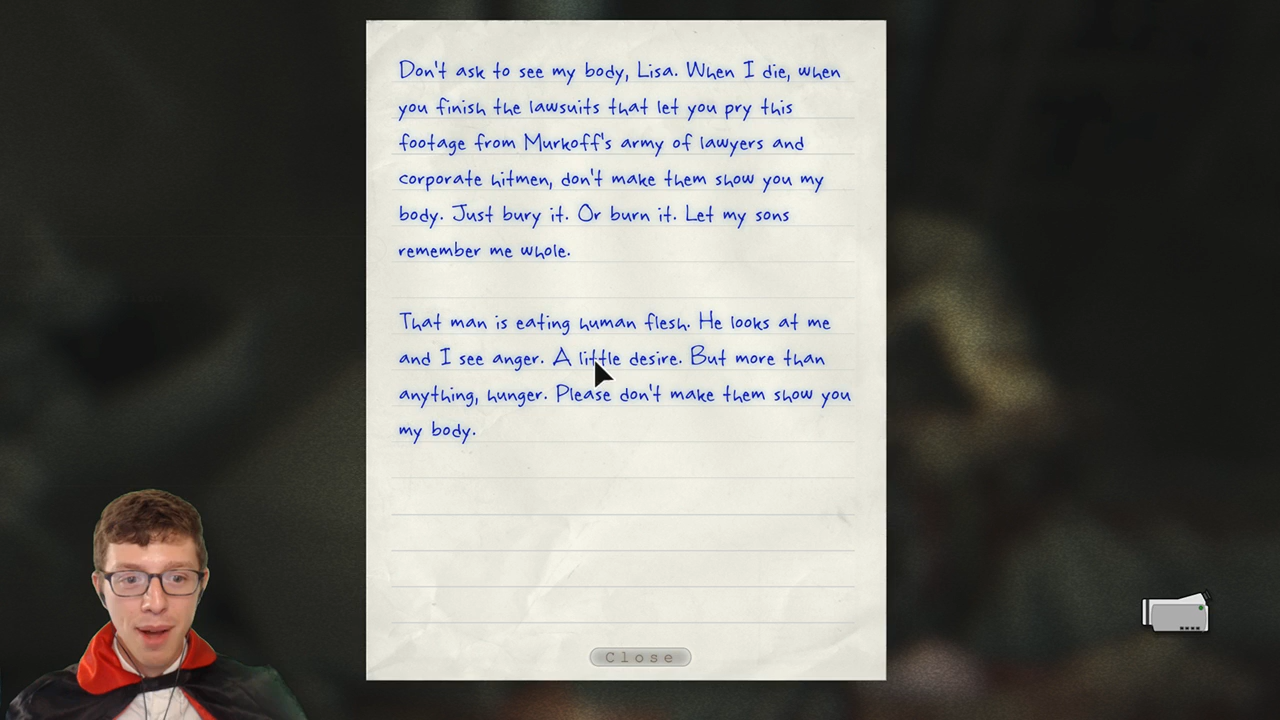 Don't ask to see my body, Lisa. When I die, when
you finish the lawsuits that let you pry this
footage from Murkoff's army of lawyers and
corporate hitmen, don't make them show you my
body. Just bury it. Or burn it. Let my sons
remember me whole.
That man is eating human flesh. He looks at me
and I see anger. A little desire. But more than
anything, hunger. Please don't make them show you
my body.
Close